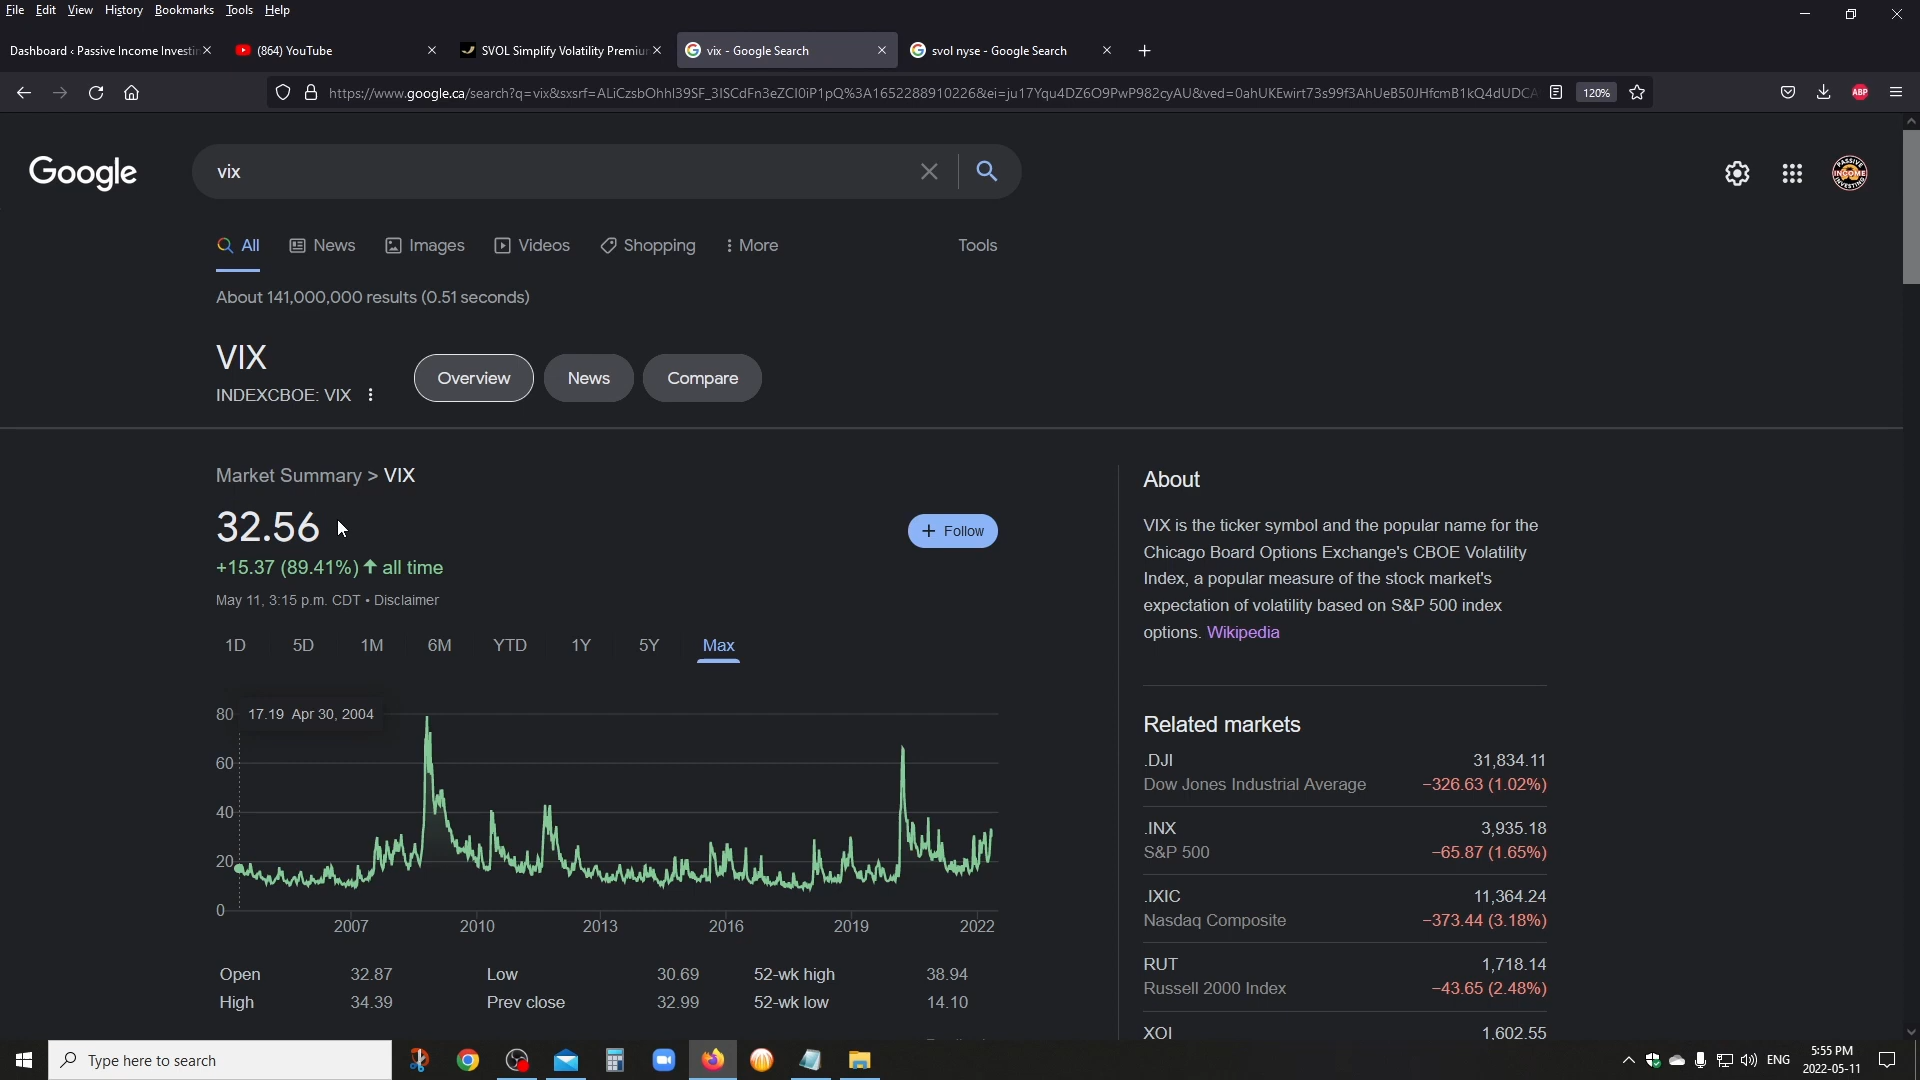 File Edit View History Bookmarks Tools Help
Dashboard ‹ Passive Income Investin
(864) YouTube
SVOL Simplify Volatility Premiu
vix - Google Search
svol nyse - Google Search
120%
ABP
Google
vix
PASSIVE INCOME INVESTING
All News Images Videos Shopping More Tools
About 141,000,000 results (0.51 seconds)
VIX
INDEXCBOE: VIX
Overview News Compare
Market Summary > VIX
32.56
+ Follow
+15.37 (89.41%) ↑ all time
May 11, 3:15 p.m. CDT • Disclaimer
1D 5D 1M 6M YTD 1Y 5Y Max
17.19 Apr 30, 2004
80
60
40
20
0
2007 2010 2013 2016 2019 2022
Open 32.87 Low 30.69 52-wk high 38.94
High 34.39 Prev close 32.99 52-wk low 14.10
About
VIX is the ticker symbol and the popular name for the
Chicago Board Options Exchange's CBOE Volatility
Index, a popular measure of the stock market's
expectation of volatility based on S&P 500 index
options. Wikipedia
Related markets
.DJI 31,834.11
Dow Jones Industrial Average −326.63 (1.02%)
.INX 3,935.18
S&P 500 −65.87 (1.65%)
.IXIC 11,364.24
Nasdaq Composite −373.44 (3.18%)
RUT 1,718.14
Russell 2000 Index −43.65 (2.48%)
XOI 1,602.55
Type here to search
ENG
5:55 PM
2022-05-11